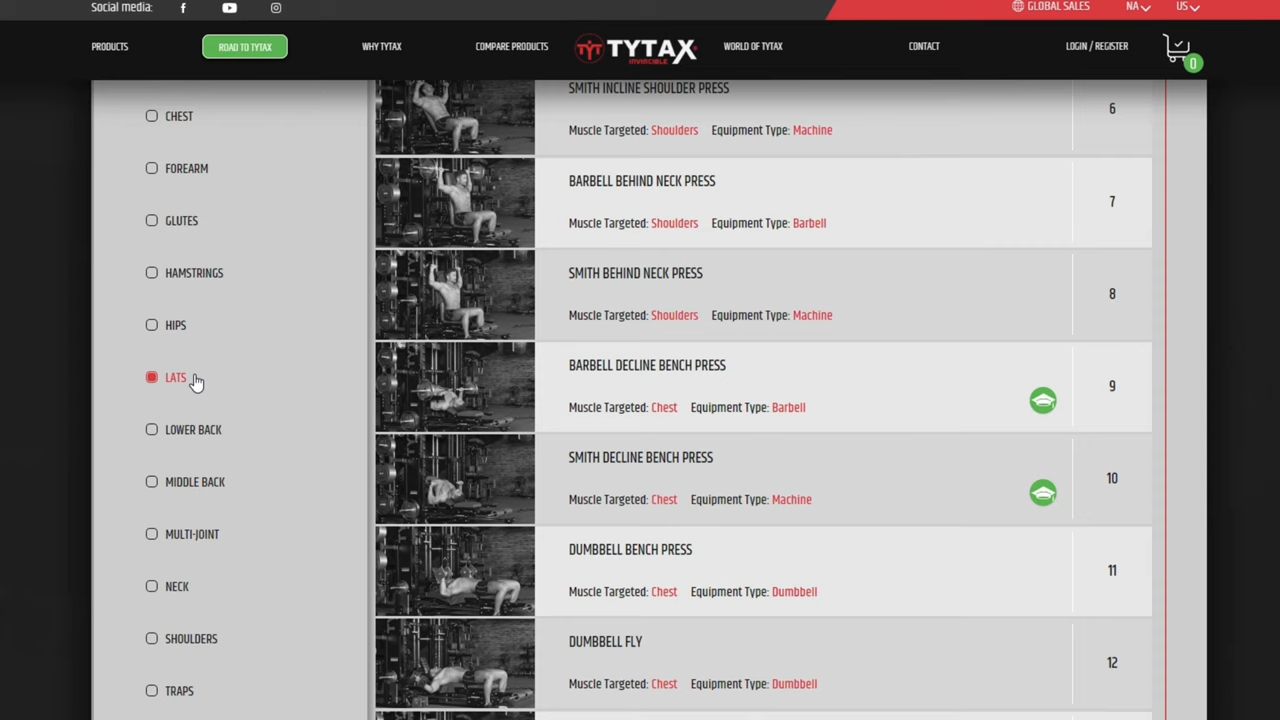 Social media:
GLOBAL SALES
NA
US
PRODUCTS
ROAD TO TYTAX
WHY TYTAX
COMPARE PRODUCTS
TYTAX
INVINCIBLE
WORLD OF TYTAX
CONTACT
LOGIN / REGISTER
0
CHEST
FOREARM
GLUTES
HAMSTRINGS
HIPS
LATS
LOWER BACK
MIDDLE BACK
MULTI-JOINT
NECK
SHOULDERS
TRAPS
SMITH INCLINE SHOULDER PRESS
Muscle Targeted: Shoulders Equipment Type: Machine
6
BARBELL BEHIND NECK PRESS
Muscle Targeted: Shoulders Equipment Type: Barbell
7
SMITH BEHIND NECK PRESS
Muscle Targeted: Shoulders Equipment Type: Machine
8
BARBELL DECLINE BENCH PRESS
Muscle Targeted: Chest Equipment Type: Barbell
9
SMITH DECLINE BENCH PRESS
Muscle Targeted: Chest Equipment Type: Machine
10
DUMBBELL BENCH PRESS
Muscle Targeted: Chest Equipment Type: Dumbbell
11
DUMBBELL FLY
Muscle Targeted: Chest Equipment Type: Dumbbell
12